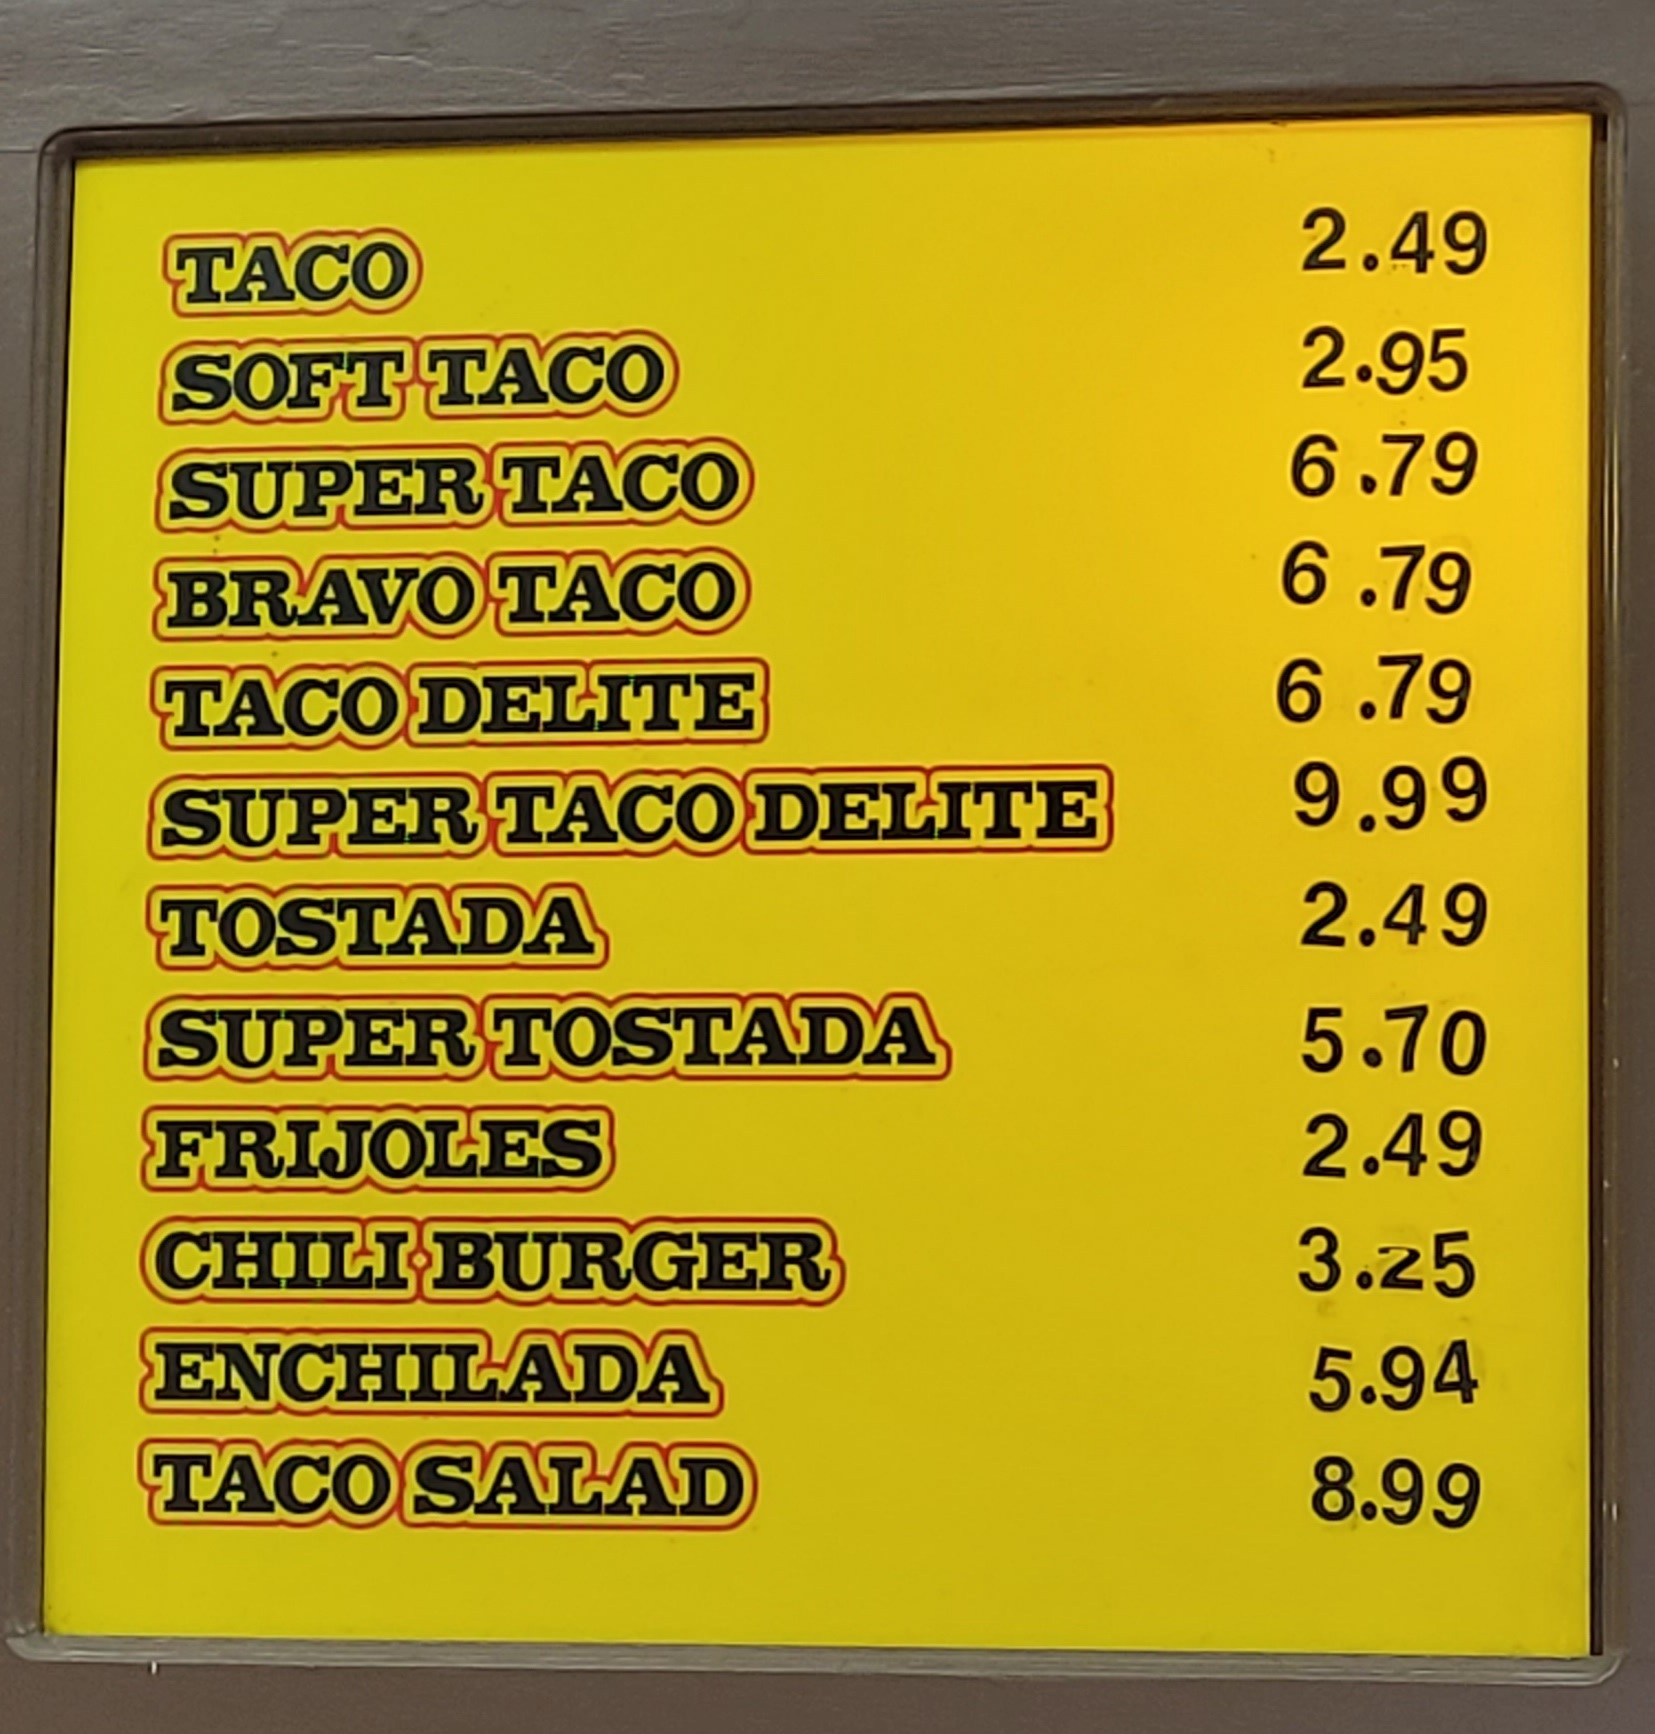 TACO 2.49
SOFT TACO 2.95
SUPER TACO 6.79
BRAVO TACO 6.79
TACO DELITE 6.79
SUPER TACO DELITE 9.99
TOSTADA 2.49
SUPER TOSTADA 5.70
FRIJOLES 2.49
CHILI BURGER 3.25
ENCHILADA 5.94
TACO SALAD 8.99